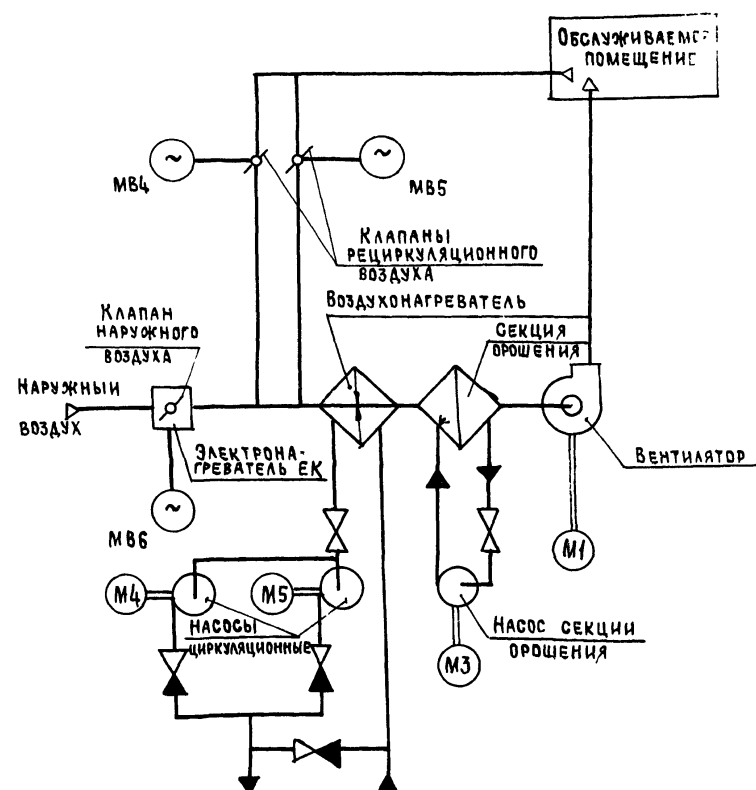 ОБСЛУЖИВАЕМОЕ
ПОМЕЩЕНИЕ
МВ4
МВ5
КЛАПАНЫ
РЕЦИРКУЛЯЦИОННОГО
ВОЗДУХА
ВОЗДУХОНАГРЕВАТЕЛЬ
КЛАПАН
НАРУЖНОГО
ВОЗДУХА
СЕКЦИЯ
ОРОШЕНИЯ
НАРУЖНЫЙ
ВОЗДУХ
ЭЛЕКТРОНА-
ГРЕВАТЕЛЬ ЕК
ВЕНТИЛЯТОР
МВ6
М1
М4
М5
НАСОСЫ
ЦИРКУЛЯЦИОННЫЕ
НАСОС СЕКЦИИ
ОРОШЕНИЯ
М3